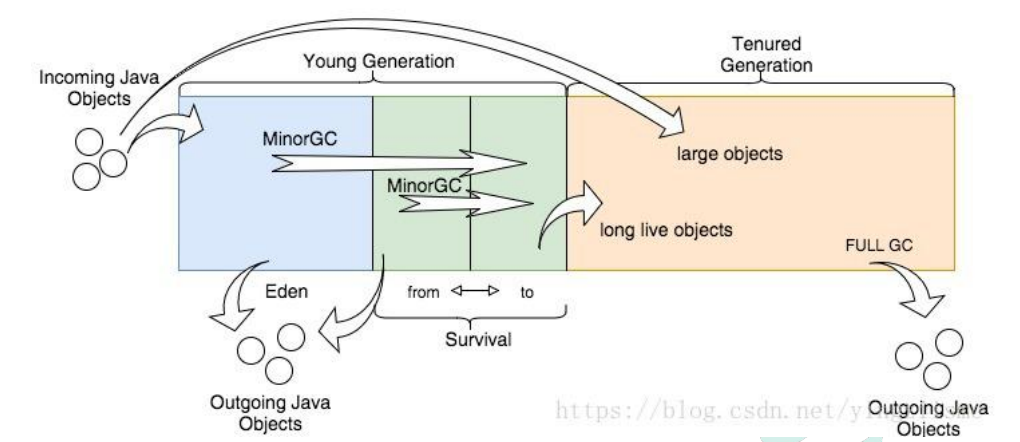 Young Generation
Tenured
Generation
Incoming Java
Objects
MinorGC
large objects
MinorGC
long live objects
FULL GC
Eden
from
to
Survival
Outgoing Java
Objects
https://blog.csdn.net/
Outgoing Java
Objects